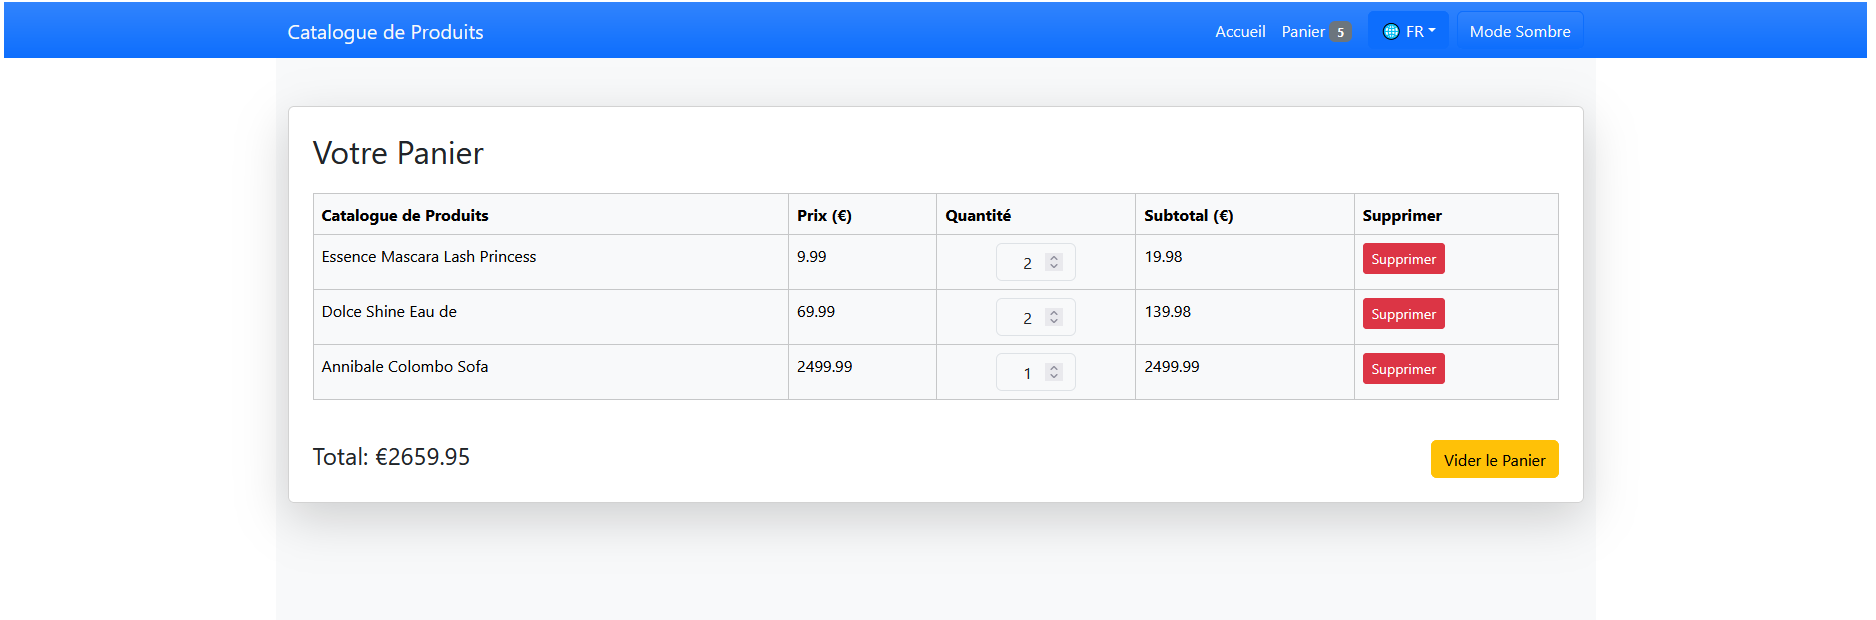 Catalogue de Produits Accueil Panier 5 FR Mode Sombre
Votre Panier
Catalogue de Produits Prix (€) Quantité Subtotal (€) Supprimer
Essence Mascara Lash Princess 9.99 2 19.98 Supprimer
Dolce Shine Eau de 69.99 2 139.98 Supprimer
Annibale Colombo Sofa 2499.99 1 2499.99 Supprimer
Total: €2659.95 Vider le Panier